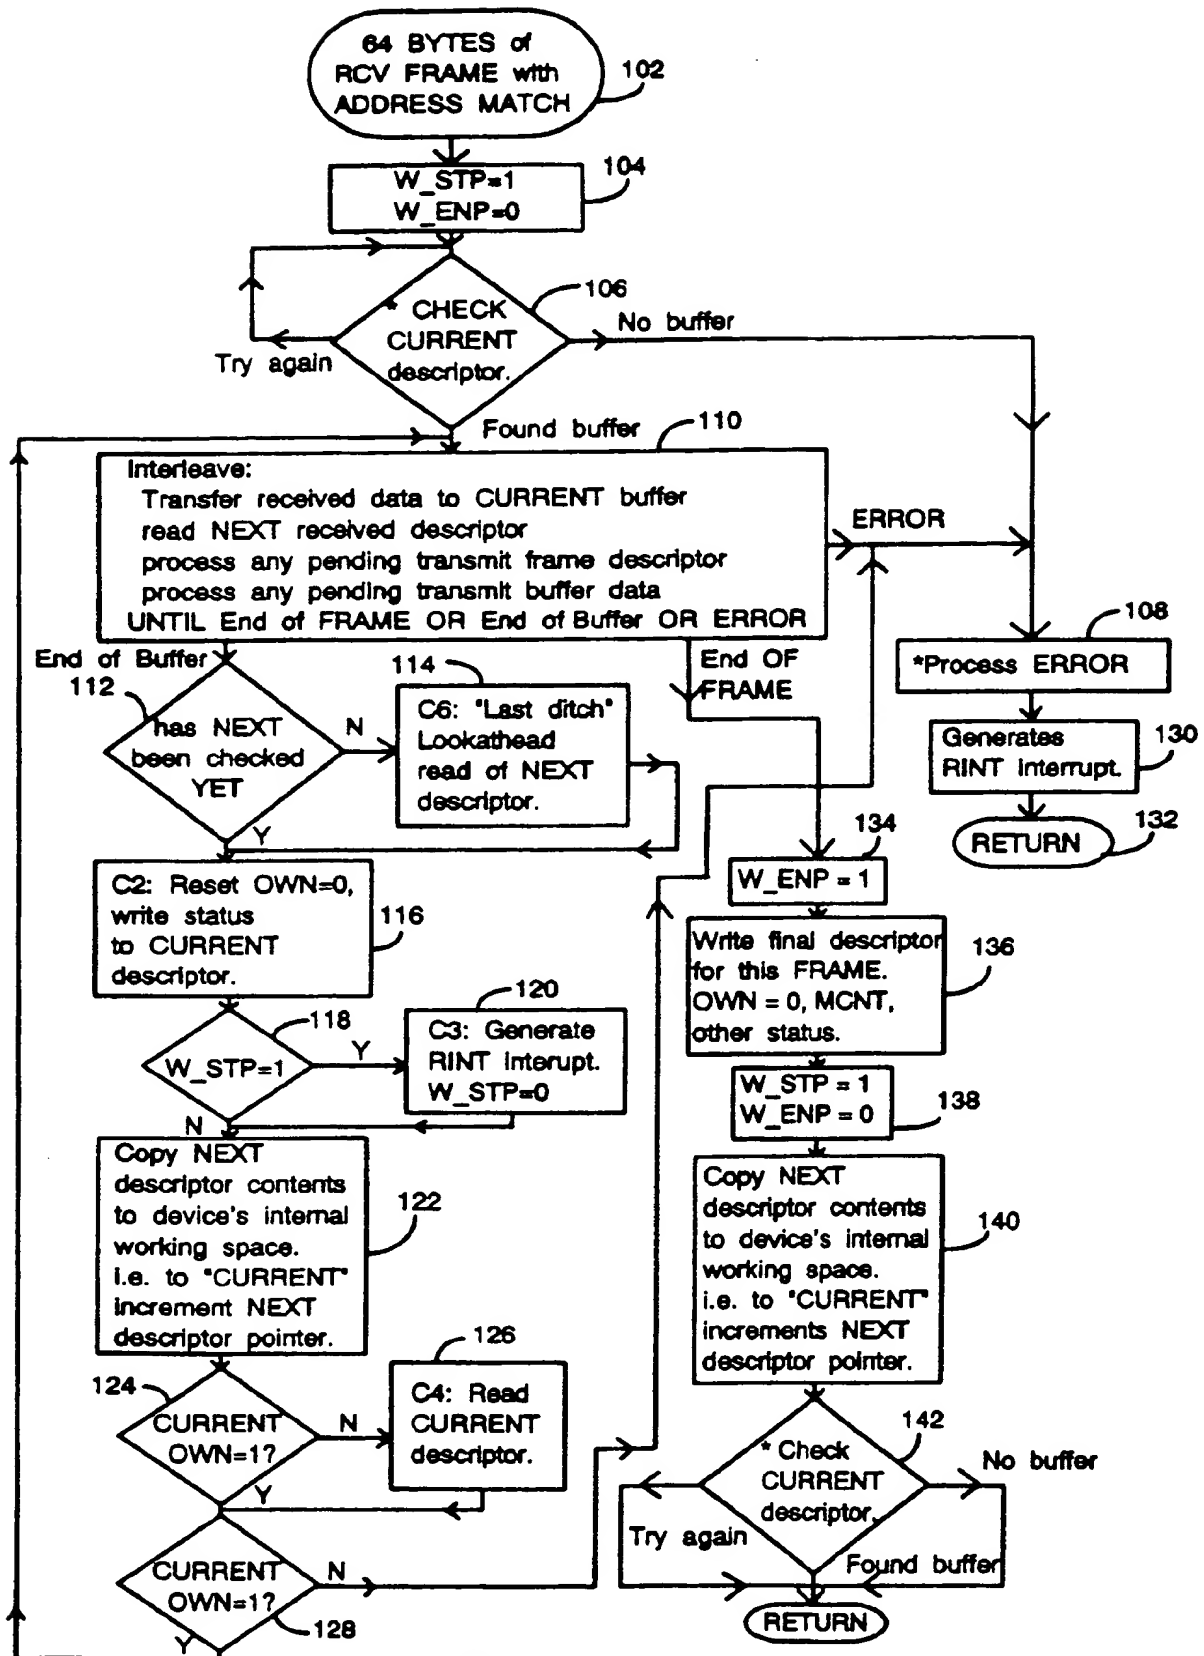 64 BYTES of
RCV FRAME with
ADDRESS MATCH
102
W_STP=1
W_ENP=0
104
* CHECK
CURRENT
descriptor.
106
No buffer
Try again
Found buffer
110
Interleave:
Transfer received data to CURRENT buffer
read NEXT received descriptor
process any pending transmit frame descriptor
process any pending transmit buffer data
UNTIL End of FRAME OR End of Buffer OR ERROR
ERROR
108
*Process ERROR
Generates
RINT interrupt.
130
RETURN
132
End of Buffer
112
has NEXT
been checked
YET
N
Y
114
C6: "Last ditch"
Lookathead
read of NEXT
descriptor.
End OF
FRAME
C2: Reset OWN=0,
write status
to CURRENT
descriptor.
116
W_STP=1
118
Y
N
120
C3: Generate
RINT Interupt.
W_STP=0
Copy NEXT
descriptor contents
to device's internal
working space.
i.e. to "CURRENT"
increment NEXT
descriptor pointer.
122
124
CURRENT
OWN=1?
N
Y
126
C4: Read
CURRENT
descriptor.
CURRENT
OWN=1?
N
Y
128
134
W_ENP = 1
Write final descriptor
for this FRAME.
OWN = 0, MCNT,
other status.
136
W_STP = 1
W_ENP = 0
138
Copy NEXT
descriptor contents
to device's internal
working space.
i.e. to "CURRENT"
increments NEXT
descriptor pointer.
140
* Check
CURRENT
descriptor.
142
No buffer
Try again
Found buffer
RETURN